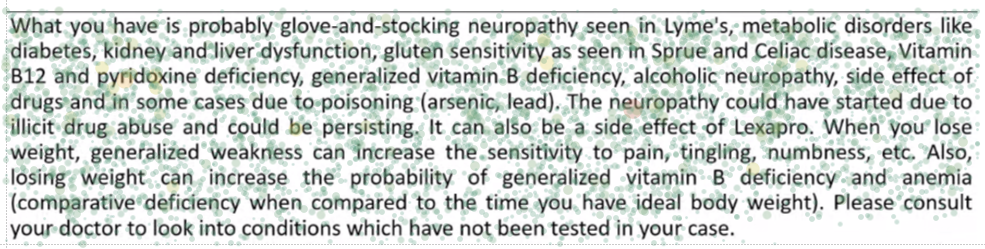 What you have is probably glove-and-stocking neuropathy seen in Lyme's, metabolic disorders like
diabetes, kidney and liver dysfunction, gluten sensitivity as seen in Sprue and Celiac disease, Vitamin
B12 and pyridoxine deficiency, generalized vitamin B deficiency, alcoholic neuropathy, side effect of
drugs and in some cases due to poisoning (arsenic, lead). The neuropathy could have started due to
illicit drug abuse and could be persisting. It can also be a side effect of Lexapro. When you lose
weight, generalized weakness can increase the sensitivity to pain, tingling, numbness, etc. Also,
losing weight can increase the probability of generalized vitamin B deficiency and anemia
(comparative deficiency when compared to the time you have ideal body weight). Please consult
your doctor to look into conditions which have not been tested in your case.